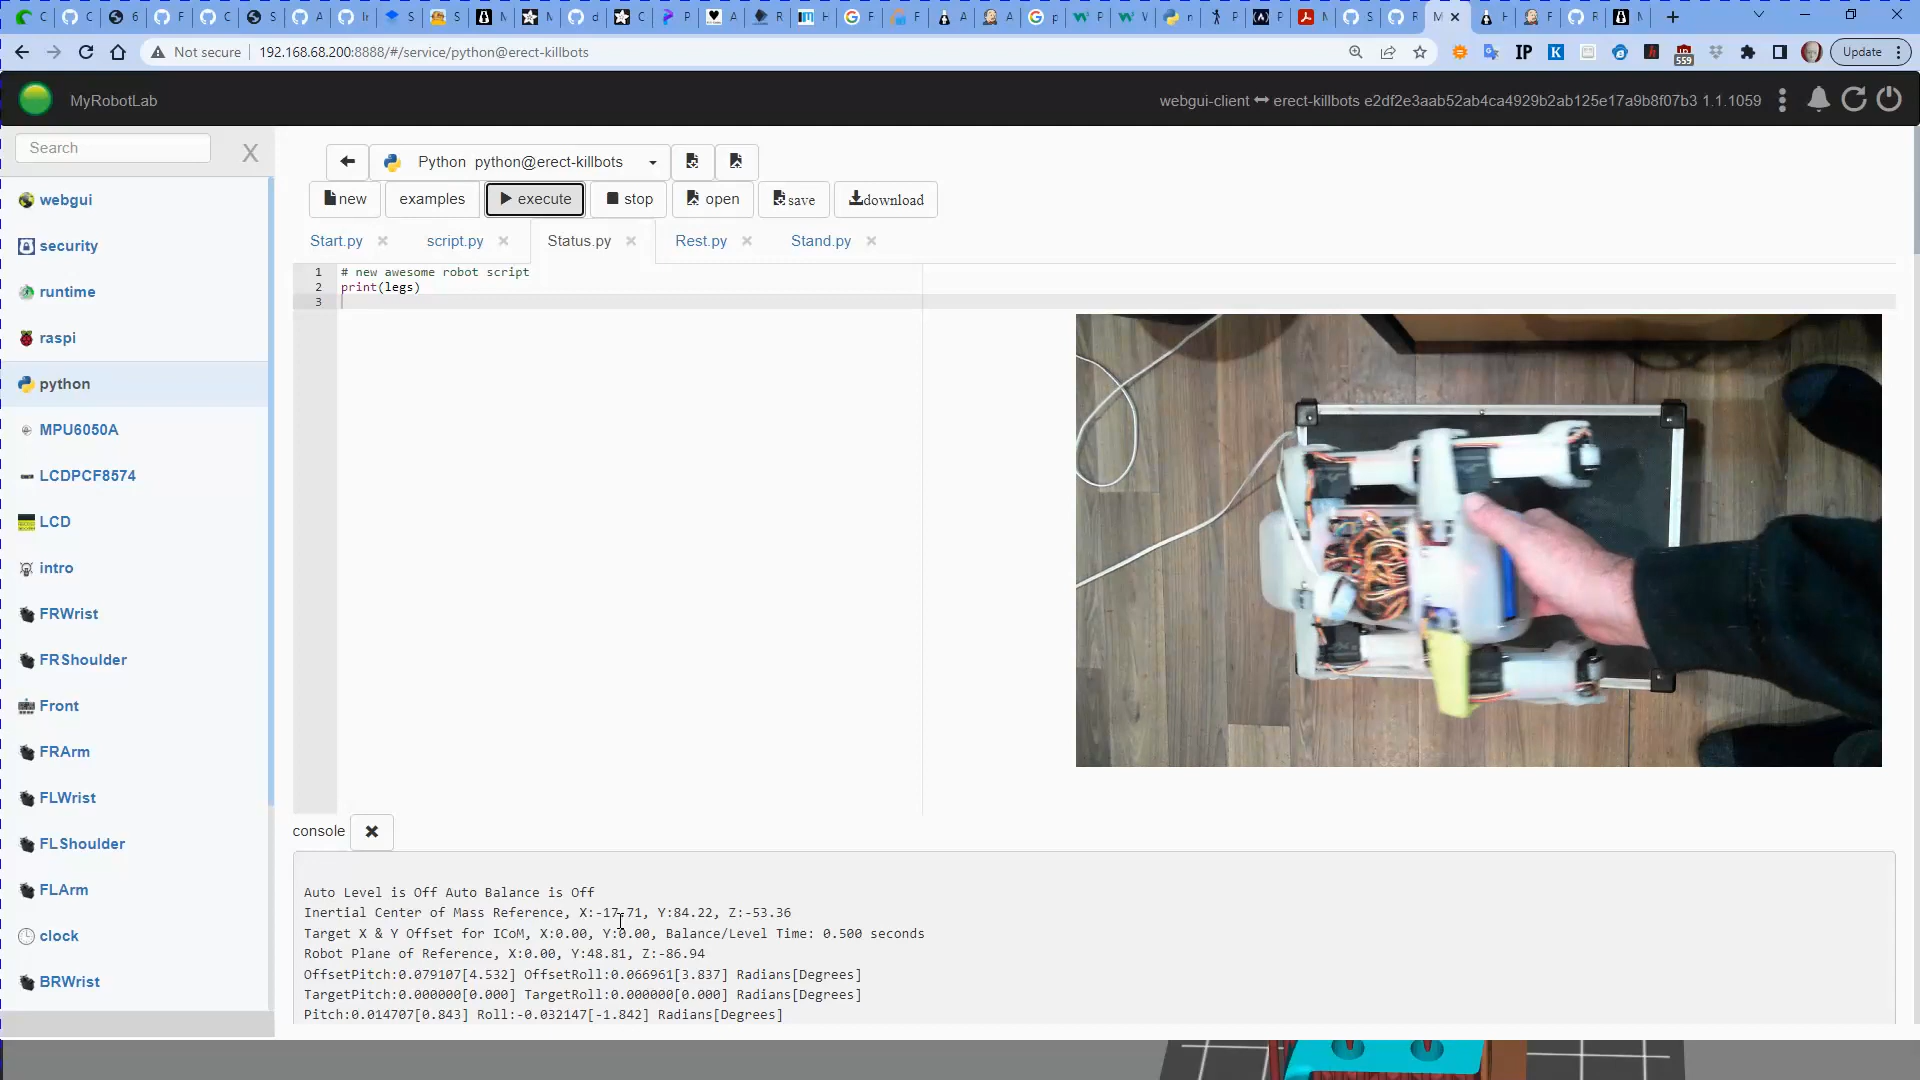 Not secure
192.168.68.200:8888/#/service/python@erect-killbots
IP
K
559
Update
MyRobotLab
webgui-client ⇔ erect-killbots e2df2e3aab52ab4ca4929b2ab125e17a9b8f07b3 1.1.1059
Search
X
Python python@erect-killbots
new
examples
execute
stop
open
save
download
Start.py
script.py
Status.py
Rest.py
Stand.py
1 # new awesome robot script
2 print(legs)
3
webgui
security
runtime
raspi
python
MPU6050A
LCDPCF8574
LCD
intro
FRWrist
FRShoulder
Front
FRArm
FLWrist
FLShoulder
FLArm
clock
BRWrist
console
Auto Level is Off Auto Balance is Off
Inertial Center of Mass Reference, X:-17.71, Y:84.22, Z:-53.36
Target X & Y Offset for ICoM, X:0.00, Y:0.00, Balance/Level Time: 0.500 seconds
Robot Plane of Reference, X:0.00, Y:48.81, Z:-86.94
OffsetPitch:0.079107[4.532] OffsetRoll:0.066961[3.837] Radians[Degrees]
TargetPitch:0.000000[0.000] TargetRoll:0.000000[0.000] Radians[Degrees]
Pitch:0.014707[0.843] Roll:-0.032147[-1.842] Radians[Degrees]